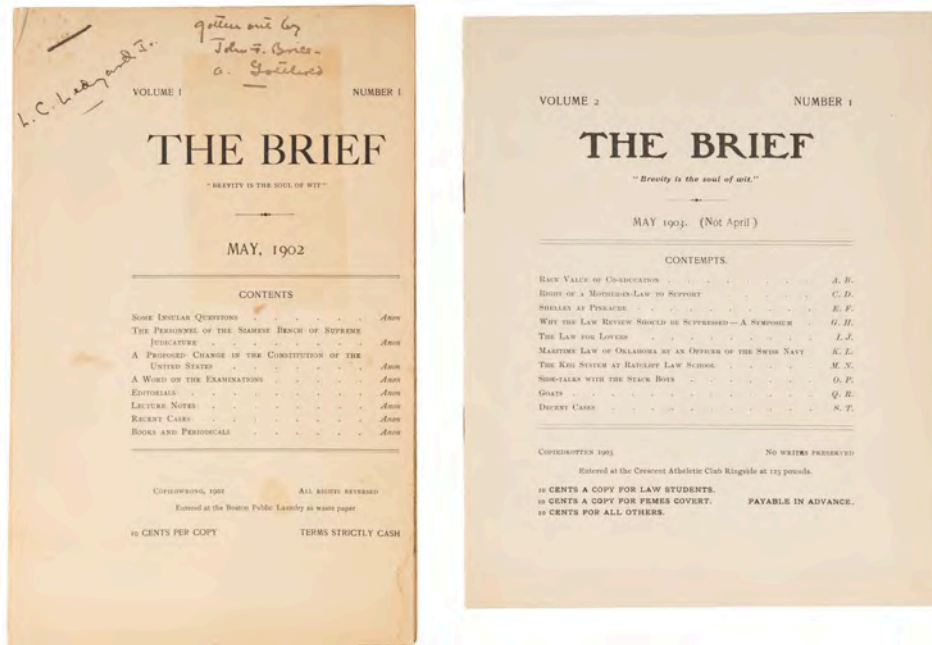 L. C. Ledyard Jr.
gotten out by
John F. Brice
a. Gottlieb
VOLUME I NUMBER 1
THE BRIEF
"BREVITY IS THE SOUL OF WIT"
MAY, 1902
CONTENTS
SOME INSULAR QUESTIONS . . . . . . Anon
THE PERSONNEL OF THE SIAMESE BENCH OF SUPREME
JUDICATURE . . . . . . . . Anon
A PROPOSED CHANGE IN THE CONSTITUTION OF THE
UNITED STATES . . . . . . . Anon
A WORD ON THE EXAMINATIONS . . . . . Anon
EDITORIALS . . . . . . . . Anon
LECTURE NOTES . . . . . . . . Anon
RECENT CASES . . . . . . . . Anon
BOOKS AND PERIODICALS . . . . . . Anon
COPIEDWRONG, 1902 ALL RIGHTS REVERSED
Entered at the Boston Public Laundry as waste paper
10 CENTS PER COPY TERMS STRICTLY CASH
VOLUME 2 NUMBER 1
THE BRIEF
"Brevity is the soul of wit."
MAY 1903. (Not April)
CONTEMPTS.
RACE VALUE OF CO-EDUCATION . . . . . . A. B.
RIGHT OF A MOTHER-IN-LAW TO SUPPORT . . . . C. D.
SHELLEY AT PINKACRE . . . . . . . E. F.
WHY THE LAW REVIEW SHOULD BE SUPPRESSED—A SYMPOSIUM . G. H.
THE LAW FOR LOVERS . . . . . . . I. J.
MARITIME LAW OF OKLAHOMA BY AN OFFICER OF THE SWISS NAVY K. L.
THE KEG SYSTEM AT RATCLIFF LAW SCHOOL . . . . M. N.
SIDE-TALKS WITH THE STACK BOYS . . . . . O. P.
GOATS . . . . . . . . . Q. R.
DECENT CASES . . . . . . . . S. T.
COPIEDROTTEN 1903 NO WRITES PRESERVED
Entered at the Crescent Atheletic Club Ringside at 125 pounds.
10 CENTS A COPY FOR LAW STUDENTS.
10 CENTS A COPY FOR FEMES COVERT. PAYABLE IN ADVANCE.
10 CENTS FOR ALL OTHERS.